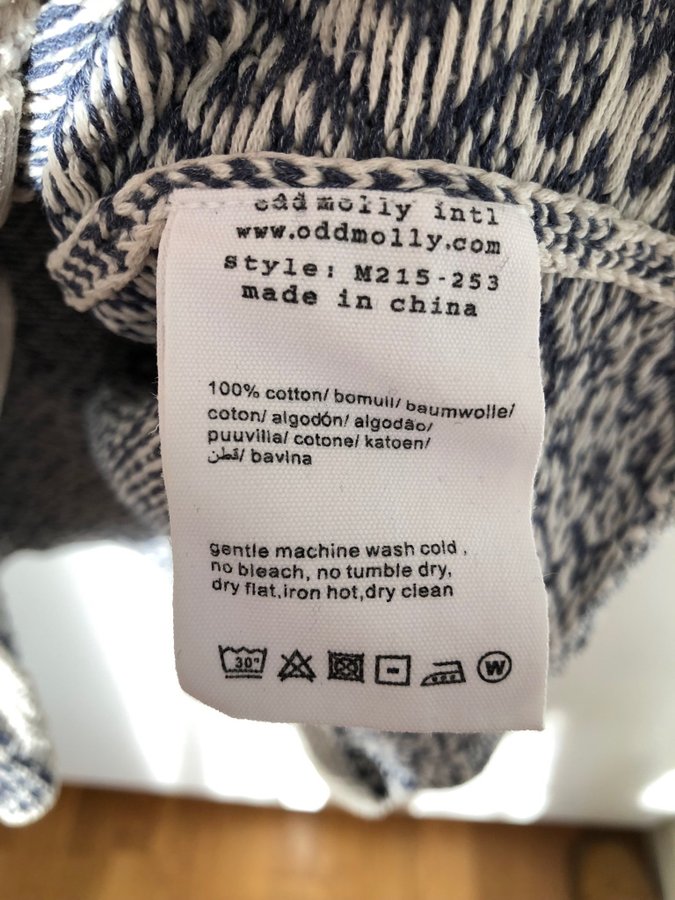 odd molly intl
www.oddmolly.com
style: M215-253
made in china
100% cotton/ bomull/ baumwolle/
coton/ algodón/ algodão/
puuvilla/ cotone/ katoen/
قطن/ bavlna
gentle machine wash cold,
no bleach, no tumble dry,
dry flat,iron hot,dry clean
30° W